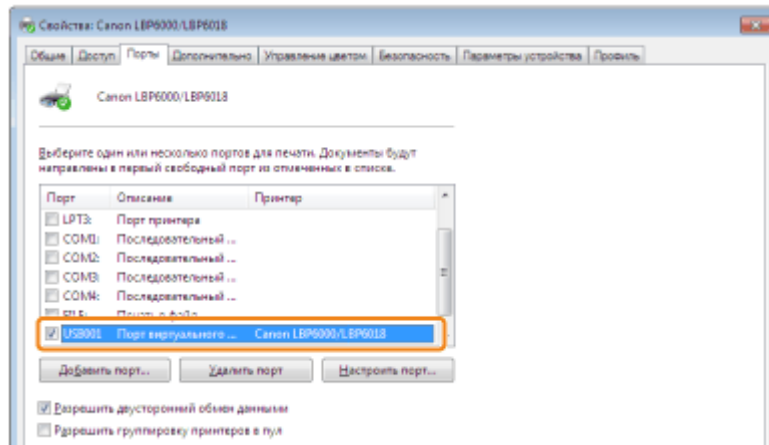 Свойства: Canon LBP6000/LBP6018
Общие Доступ Порты Дополнительно Управление цветом Безопасность Параметры устройства Профиль
Canon LBP6000/LBP6018
Выберите один или несколько портов для печати. Документы будут
направлены в первый свободный порт из отмеченных в списке.
Порт Описание Принтер
LPT3: Порт принтера
COM1: Последовательный ...
COM2: Последовательный ...
COM3: Последовательный ...
COM4: Последовательный ...
FILE: Печать в файл
USB001 Порт виртуального ... Canon LBP6000/LBP6018
Добавить порт... Удалить порт Настроить порт...
Разрешить двусторонний обмен данными
Разрешить группировку принтеров в пул